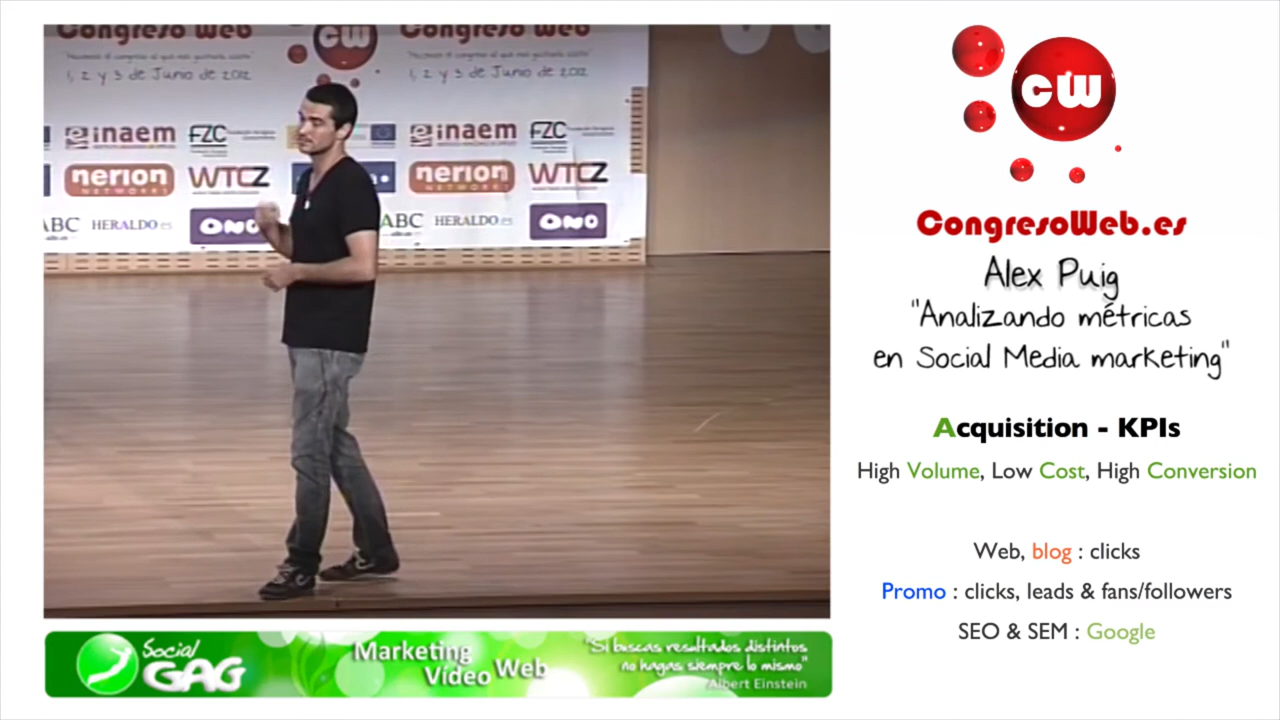 Congreso Web
CW
Congreso Web
1, 2 y 3 de Junio de 2012
1, 2 y 3 de Junio de 2012
inaem
FZC
inaem
FZC
nerion
NETWORKS
WTCZ
nerion
NETWORKS
WTCZ
ABC
HERALDO.es
ONO
ABC
HERALDO.es
ONO
Social
GAG
Marketing
Vídeo Web
"Si buscas resultados distintos
no hagas siempre lo mismo"
Albert Einstein
CW
CongresoWeb.es
Alex Puig
"Analizando métricas
en Social Media marketing"
Acquisition - KPIs
High Volume, Low Cost, High Conversion
Web, blog : clicks
Promo : clicks, leads & fans/followers
SEO & SEM : Google